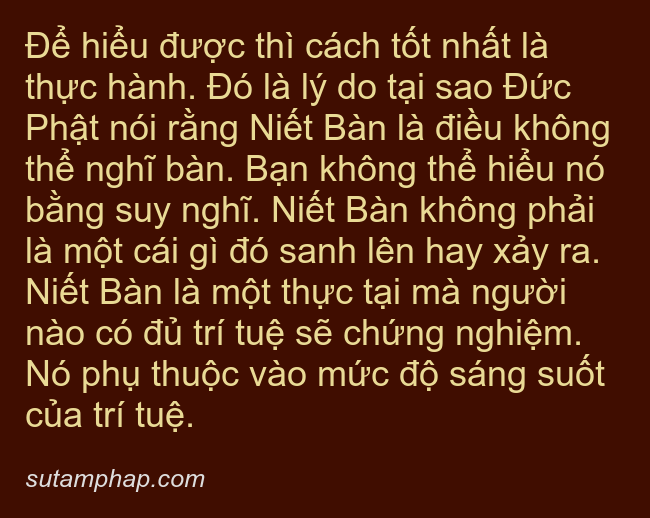 Để hiểu được thì cách tốt nhất là
thực hành. Đó là lý do tại sao Đức
Phật nói rằng Niết Bàn là điều không
thể nghĩ bàn. Bạn không thể hiểu nó
bằng suy nghĩ. Niết Bàn không phải
là một cái gì đó sanh lên hay xảy ra.
Niết Bàn là một thực tại mà người
nào có đủ trí tuệ sẽ chứng nghiệm.
Nó phụ thuộc vào mức độ sáng suốt
của trí tuệ.
sutamphap.com